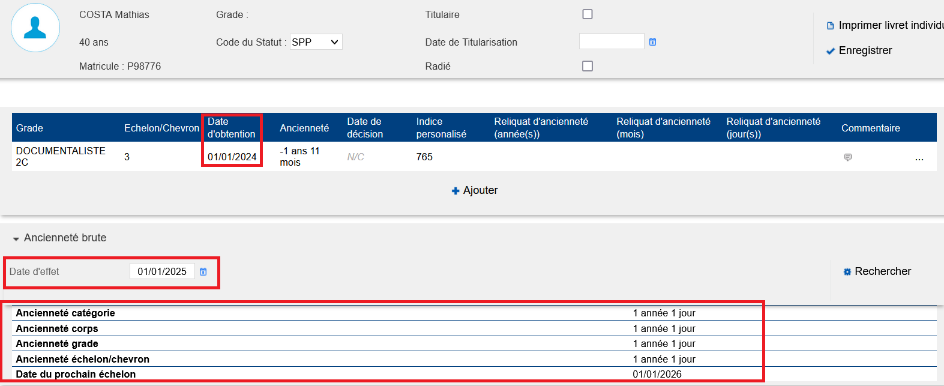 COSTA Mathias Grade : Titulaire
Imprimer livret individu
40 ans Code du Statut : SPP Date de Titularisation
Enregistrer
Matricule : P98776 Radié
Grade Echelon/Chevron Date d'obtention Ancienneté Date de décision Indice personalisé Reliquat d'ancienneté (année(s)) Reliquat d'ancienneté (mois) Reliquat d'ancienneté (jour(s)) Commentaire
DOCUMENTALISTE 2C 3 01/01/2024 -1 ans 11 mois N/C 765 ...
Ajouter
Ancienneté brute
Date d'effet 01/01/2025 Rechercher
Ancienneté catégorie 1 année 1 jour
Ancienneté corps 1 année 1 jour
Ancienneté grade 1 année 1 jour
Ancienneté échelon/chevron 1 année 1 jour
Date du prochain échelon 01/01/2026